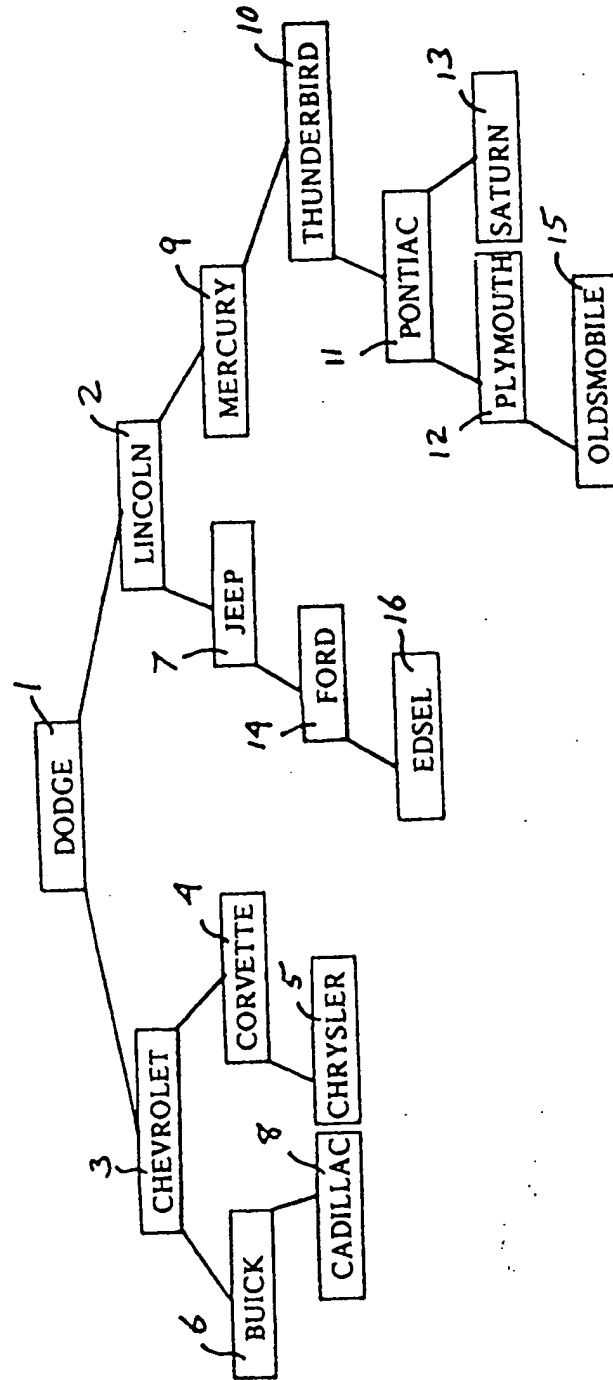 1
DODGE
2
3
CHEVROLET
LINCOLN
9
6
BUICK
4
CORVETTE
7
JEEP
MERCURY
10
8
CADILLAC
5
CHRYSLER
14
FORD
THUNDERBIRD
16
EDSEL
11
PONTIAC
13
12
PLYMOUTH
SATURN
15
OLDSMOBILE